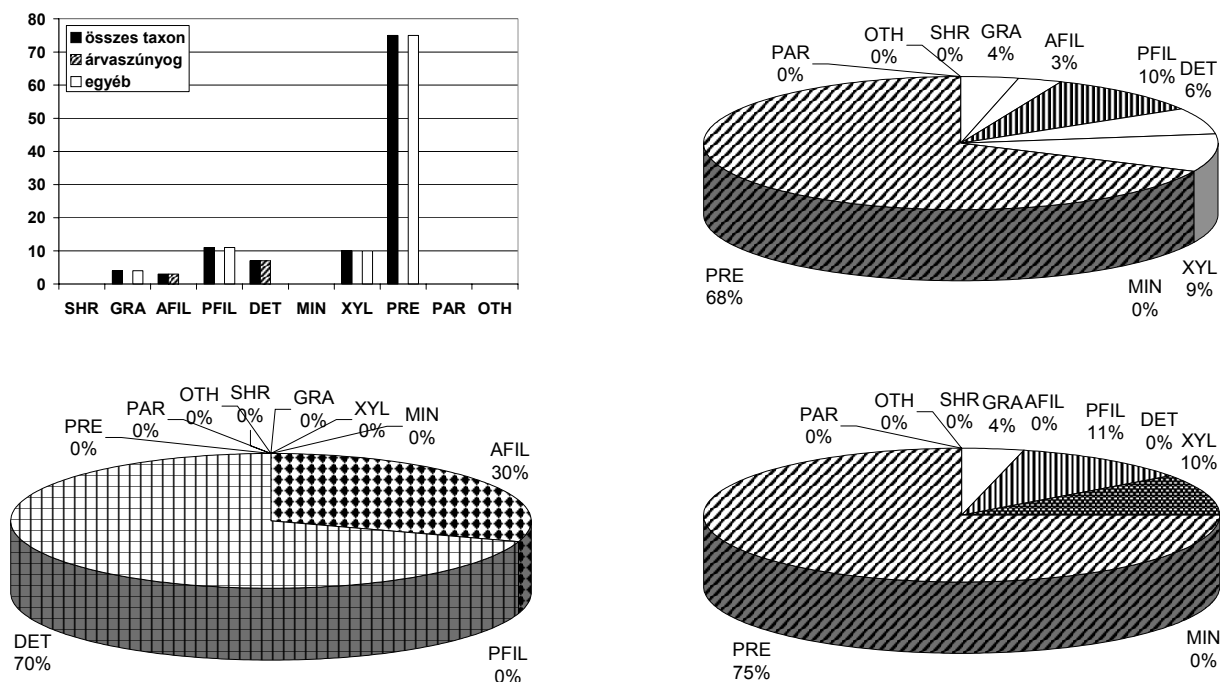 80
70
60
50
40
30
20
10
0
összes taxon
árvaszúnyog
egyéb
SHR GRA AFIL PFIL DET MIN XYL PRE PAR OTH
PAR
0%
OTH
0%
SHR
0%
GRA
4%
AFIL
3%
PFIL
10%
DET
6%
XYL
9%
MIN
0%
PRE
68%
PRE
0%
PAR
0%
OTH
0%
SHR
0%
GRA
0%
XYL
0%
MIN
0%
AFIL
30%
PFIL
0%
DET
70%
PAR
0%
OTH
0%
SHR
0%
GRA
4%
AFIL
0%
PFIL
11%
DET
0%
XYL
10%
MIN
0%
PRE
75%